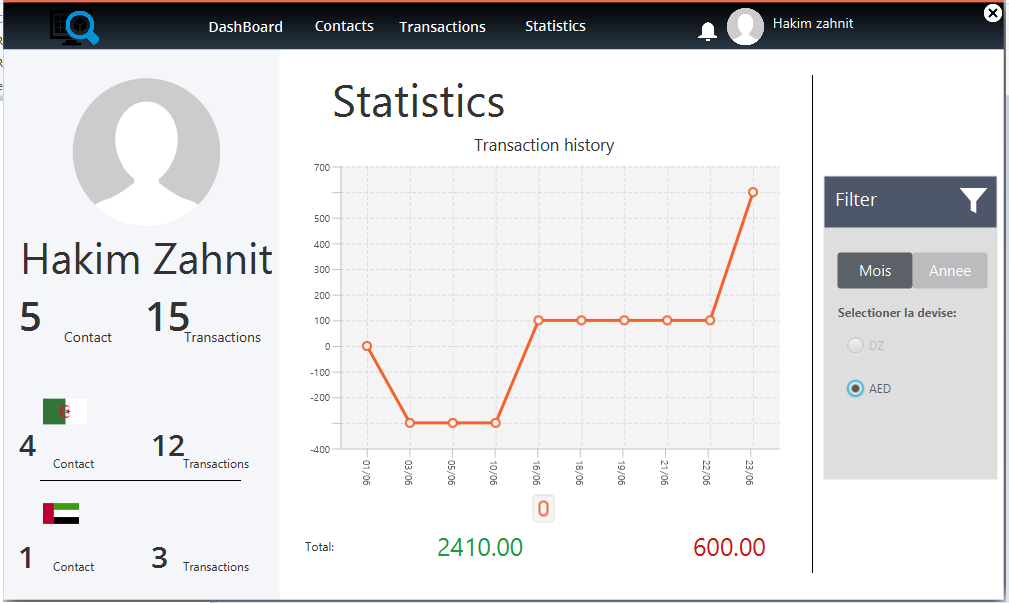 DashBoard Contacts Transactions Statistics Hakim zahnit
Hakim Zahnit
5 Contact 15 Transactions
4 Contact 12 Transactions
1 Contact 3 Transactions
Statistics
Transaction history
700
500
400
300
200
100
0
-100
-200
-400
01/06 03/06 05/06 10/06 16/06 18/06 19/06 21/06 22/06 23/06
Total: 2410.00 600.00
Filter
Mois Annee
Selectioner la devise:
DZ
AED